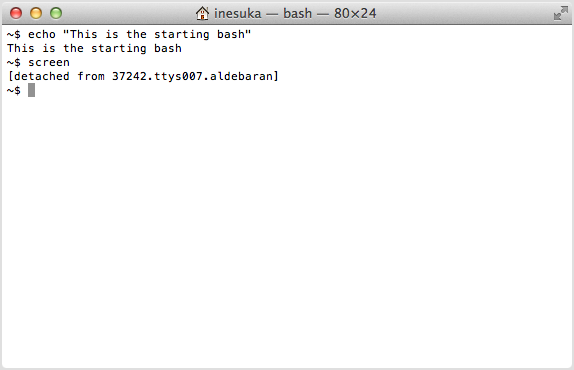 inesuka — bash — 80×24
~$ echo "This is the starting bash"
This is the starting bash
~$ screen
[detached from 37242.ttys007.aldebaran]
~$